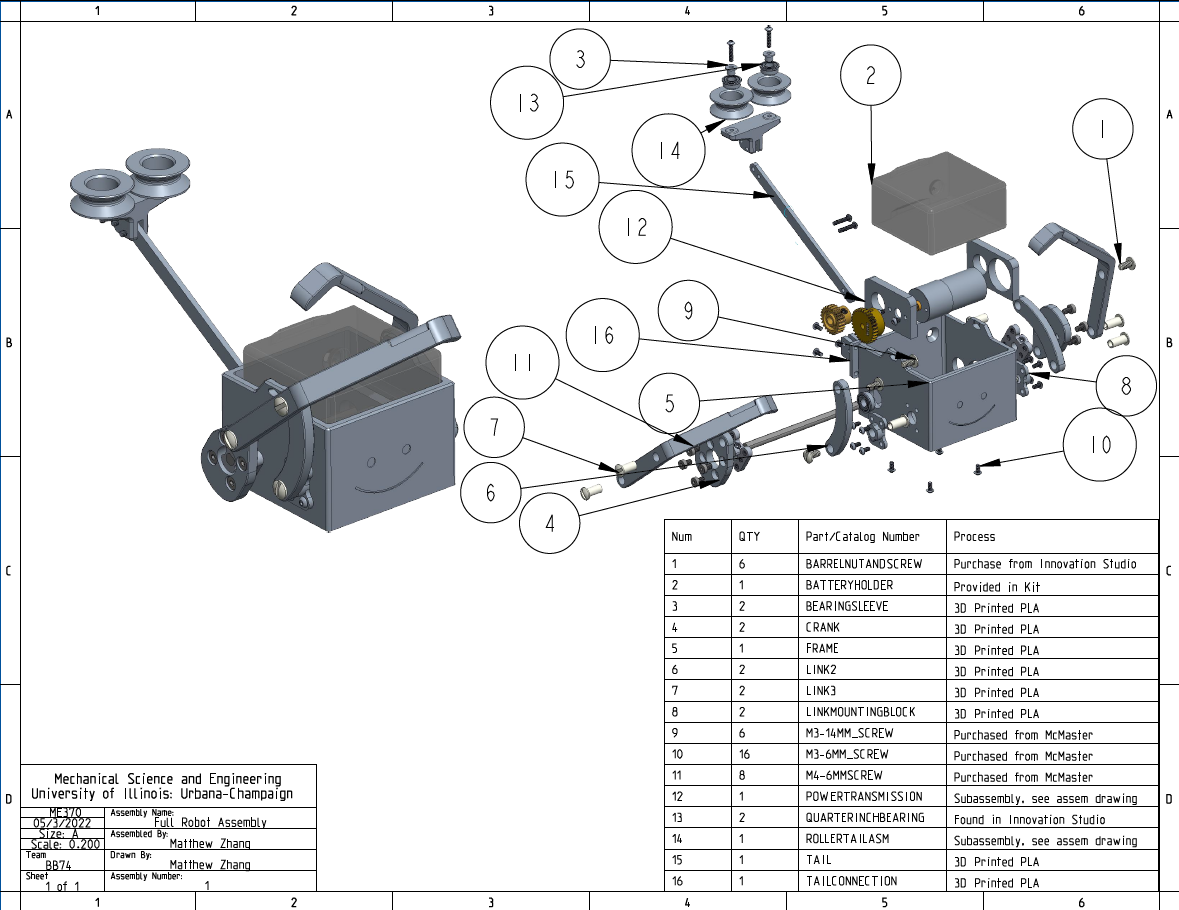 1 2 3 4 5 6
A A
B B
C C
D D
3
13
14
15
12
2
1
9
16
11
5
7
6
4
8
10
Num QTY Part/Catalog Number Process
1 6 BARRELNUTANDSCREW Purchase from Innovation Studio
2 1 BATTERYHOLDER Provided in Kit
3 2 BEARINGSLEEVE 3D Printed PLA
4 2 CRANK 3D Printed PLA
5 1 FRAME 3D Printed PLA
6 2 LINK2 3D Printed PLA
7 2 LINK3 3D Printed PLA
8 2 LINKMOUNTINGBLOCK 3D Printed PLA
9 6 M3-14MM_SCREW Purchased from McMaster
10 16 M3-6MM_SCREW Purchased from McMaster
11 8 M4-6MMSCREW Purchased from McMaster
12 1 POWERTRANSMISSION Subassembly, see assem drawing
13 2 QUARTERINCHBEARING Found in Innovation Studio
14 1 ROLLERTAILASM Subassembly, see assem drawing
15 1 TAIL 3D Printed PLA
16 1 TAILCONNECTION 3D Printed PLA
Mechanical Science and Engineering
University of Illinois: Urbana-Champaign
ME370 Assembly Name:
05/3/2022 Full Robot Assembly
Size: A Assembled By:
Scale: 0.200 Matthew Zhang
Team Drawn By:
BB74 Matthew Zhang
Sheet Assembly Number:
1 of 1 1
1 2 3 4 5 6